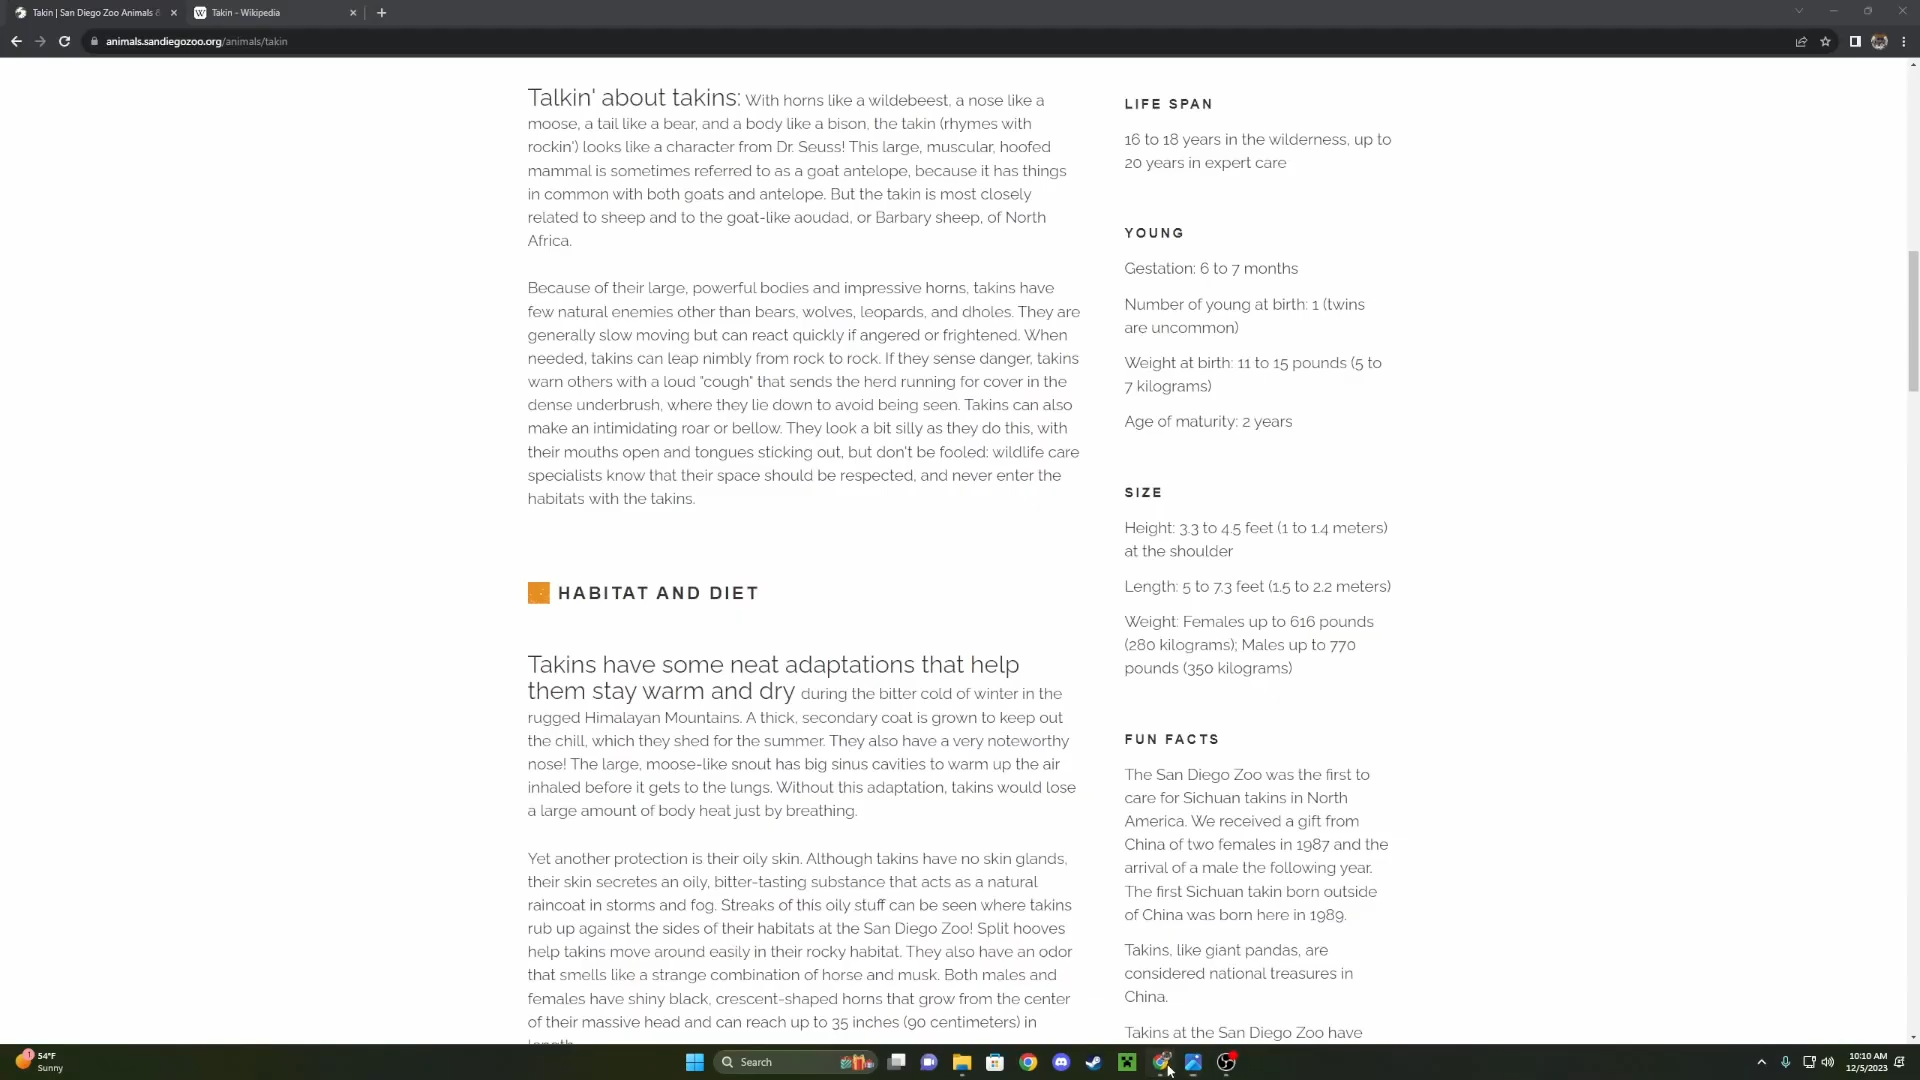 Takin | San Diego Zoo Animals &
Takin - Wikipedia
animals.sandiegozoo.org/animals/takin
Talkin' about takins: With horns like a wildebeest, a nose like a
moose, a tail like a bear, and a body like a bison, the takin (rhymes with
rockin') looks like a character from Dr. Seuss! This large, muscular, hoofed
mammal is sometimes referred to as a goat antelope, because it has things
in common with both goats and antelope. But the takin is most closely
related to sheep and to the goat-like aoudad, or Barbary sheep, of North
Africa.
Because of their large, powerful bodies and impressive horns, takins have
few natural enemies other than bears, wolves, leopards, and dholes. They are
generally slow moving but can react quickly if angered or frightened. When
needed, takins can leap nimbly from rock to rock. If they sense danger, takins
warn others with a loud "cough" that sends the herd running for cover in the
dense underbrush, where they lie down to avoid being seen. Takins can also
make an intimidating roar or bellow. They look a bit silly as they do this, with
their mouths open and tongues sticking out, but don't be fooled: wildlife care
specialists know that their space should be respected, and never enter the
habitats with the takins.
HABITAT AND DIET
Takins have some neat adaptations that help
them stay warm and dry during the bitter cold of winter in the
rugged Himalayan Mountains. A thick, secondary coat is grown to keep out
the chill, which they shed for the summer. They also have a very noteworthy
nose! The large, moose-like snout has big sinus cavities to warm up the air
inhaled before it gets to the lungs. Without this adaptation, takins would lose
a large amount of body heat just by breathing.
Yet another protection is their oily skin. Although takins have no skin glands,
their skin secretes an oily, bitter-tasting substance that acts as a natural
raincoat in storms and fog. Streaks of this oily stuff can be seen where takins
rub up against the sides of their habitats at the San Diego Zoo! Split hooves
help takins move around easily in their rocky habitat. They also have an odor
that smells like a strange combination of horse and musk. Both males and
females have shiny black, crescent-shaped horns that grow from the center
of their massive head and can reach up to 35 inches (90 centimeters) in
length.
LIFE SPAN
16 to 18 years in the wilderness, up to
20 years in expert care
YOUNG
Gestation: 6 to 7 months
Number of young at birth: 1 (twins
are uncommon)
Weight at birth: 11 to 15 pounds (5 to
7 kilograms)
Age of maturity: 2 years
SIZE
Height: 3.3 to 4.5 feet (1 to 1.4 meters)
at the shoulder
Length: 5 to 7.3 feet (1.5 to 2.2 meters)
Weight: Females up to 616 pounds
(280 kilograms); Males up to 770
pounds (350 kilograms)
FUN FACTS
The San Diego Zoo was the first to
care for Sichuan takins in North
America. We received a gift from
China of two females in 1987 and the
arrival of a male the following year.
The first Sichuan takin born outside
of China was born here in 1989.
Takins, like giant pandas, are
considered national treasures in
China.
Takins at the San Diego Zoo have
1
54°F
Sunny
Search
10:10 AM
12/5/2023